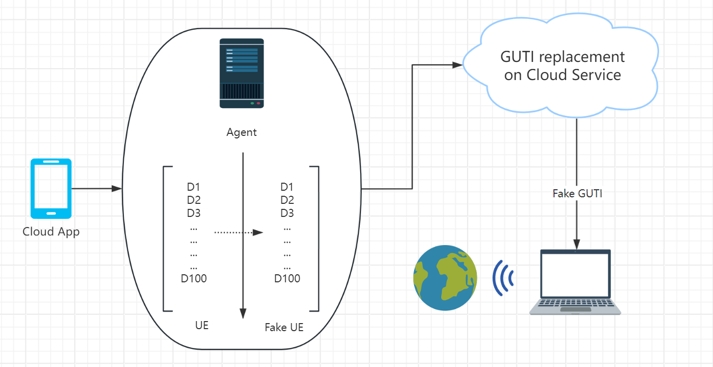 GUTI replacement
on Cloud Service
Agent
Cloud App
D1 D1
D2 D2
D3 D3
... ...
... ...
... ...
... ...
D100 D100
UE Fake UE
Fake GUTI